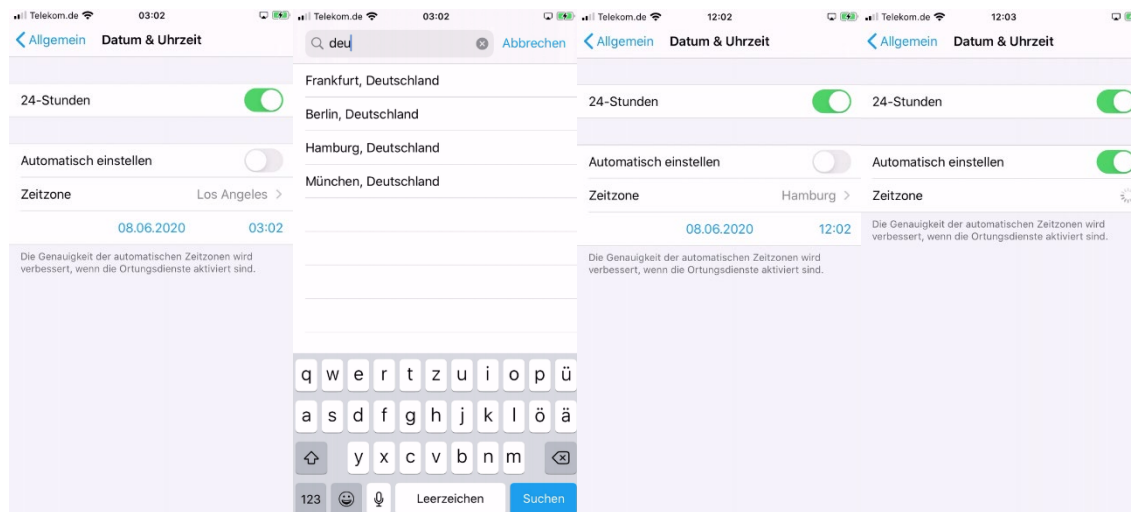 Telekom.de 03:02
Allgemein Datum & Uhrzeit
24-Stunden
Automatisch einstellen
Zeitzone Los Angeles
08.06.2020 03:02
Die Genauigkeit der automatischen Zeitzonen wird
verbessert, wenn die Ortungsdienste aktiviert sind.
Telekom.de 03:02
deu Abbrechen
Frankfurt, Deutschland
Berlin, Deutschland
Hamburg, Deutschland
München, Deutschland
q w e r t z u i o p ü
a s d f g h j k l ö ä
y x c v b n m
123 Leerzeichen Suchen
Telekom.de 12:02
Allgemein Datum & Uhrzeit
24-Stunden
Automatisch einstellen
Zeitzone Hamburg
08.06.2020 12:02
Die Genauigkeit der automatischen Zeitzonen wird
verbessert, wenn die Ortungsdienste aktiviert sind.
Telekom.de 12:03
Allgemein Datum & Uhrzeit
24-Stunden
Automatisch einstellen
Zeitzone
Die Genauigkeit der automatischen Zeitzonen wird
verbessert, wenn die Ortungsdienste aktiviert sind.